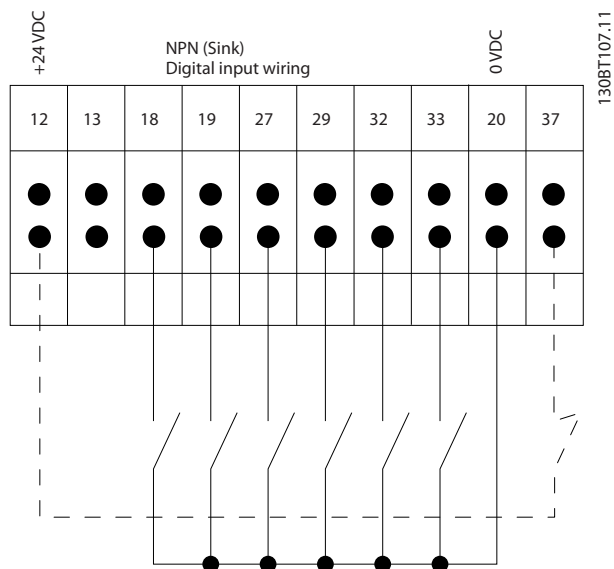 +24 VDC
NPN (Sink)
Digital input wiring
0 VDC
130BT107.11
12 13 18 19 27 29 32 33 20 37